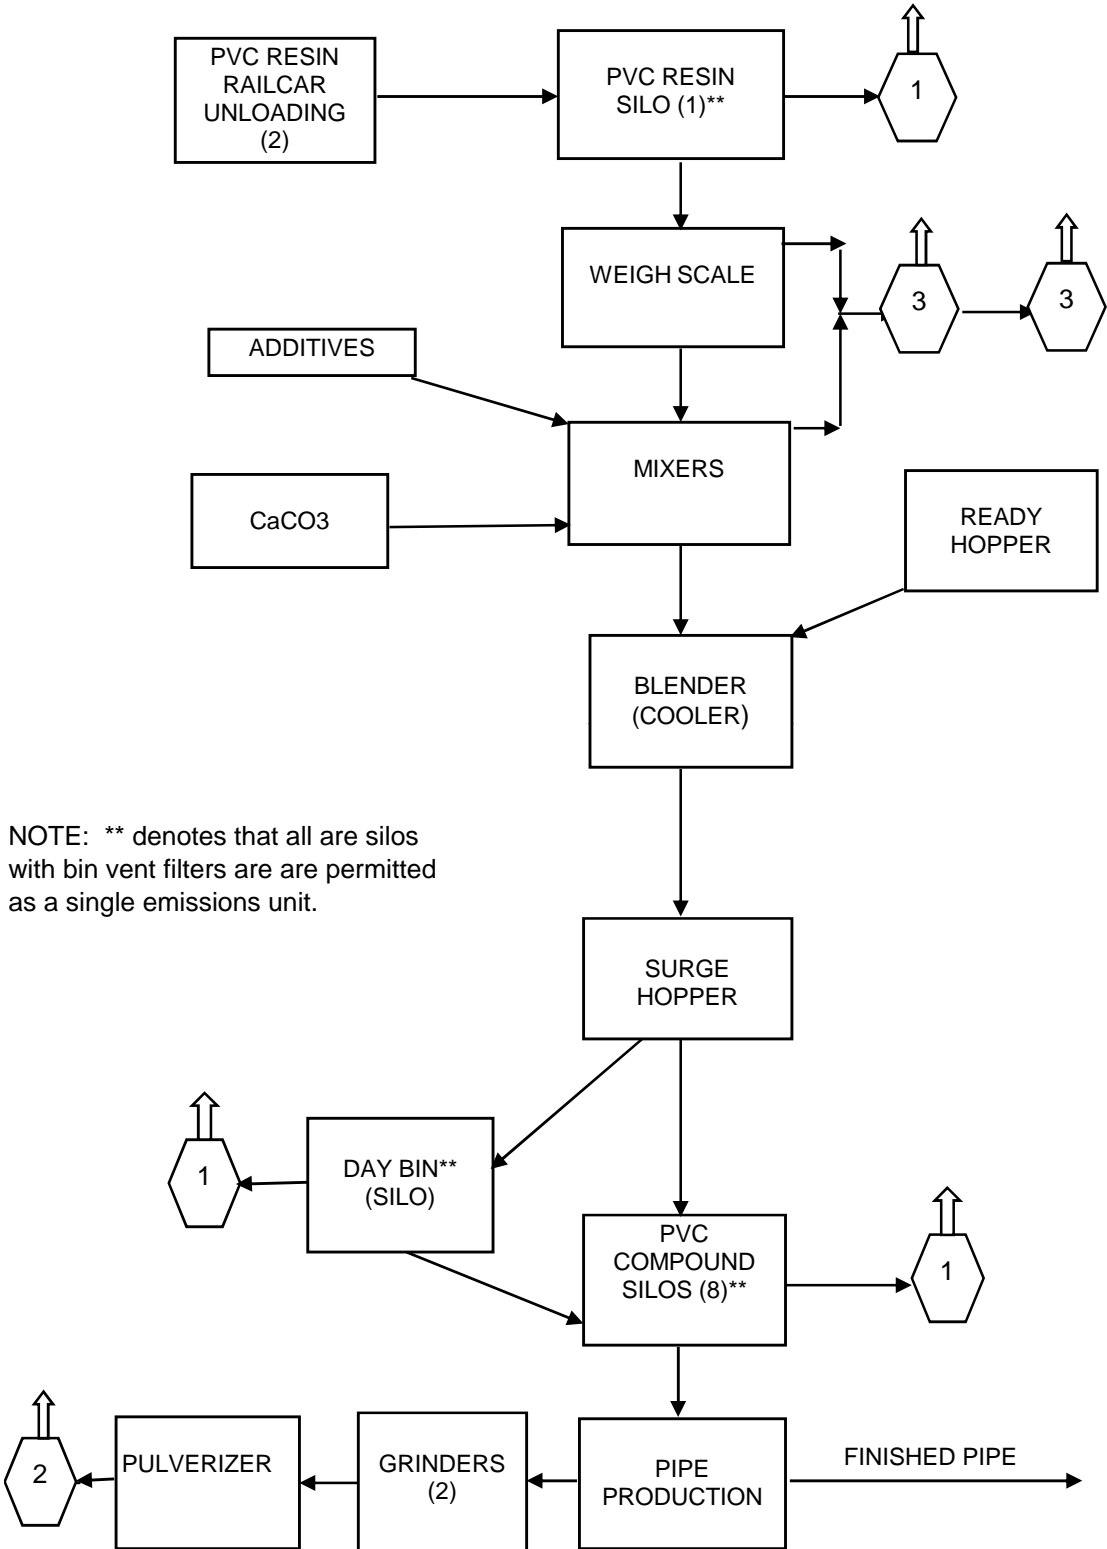 PVC RESIN
RAILCAR
UNLOADING
(2)
PVC RESIN
SILO (1)**
1
WEIGH SCALE
3
3
ADDITIVES
MIXERS
CaCO3
READY
HOPPER
BLENDER
(COOLER)
NOTE:  ** denotes that all are silos
with bin vent filters are are permitted
as a single emissions unit.
SURGE
HOPPER
1
DAY BIN**
(SILO)
PVC
COMPOUND
SILOS (8)**
1
2
PULVERIZER
GRINDERS
(2)
PIPE
PRODUCTION
FINISHED PIPE